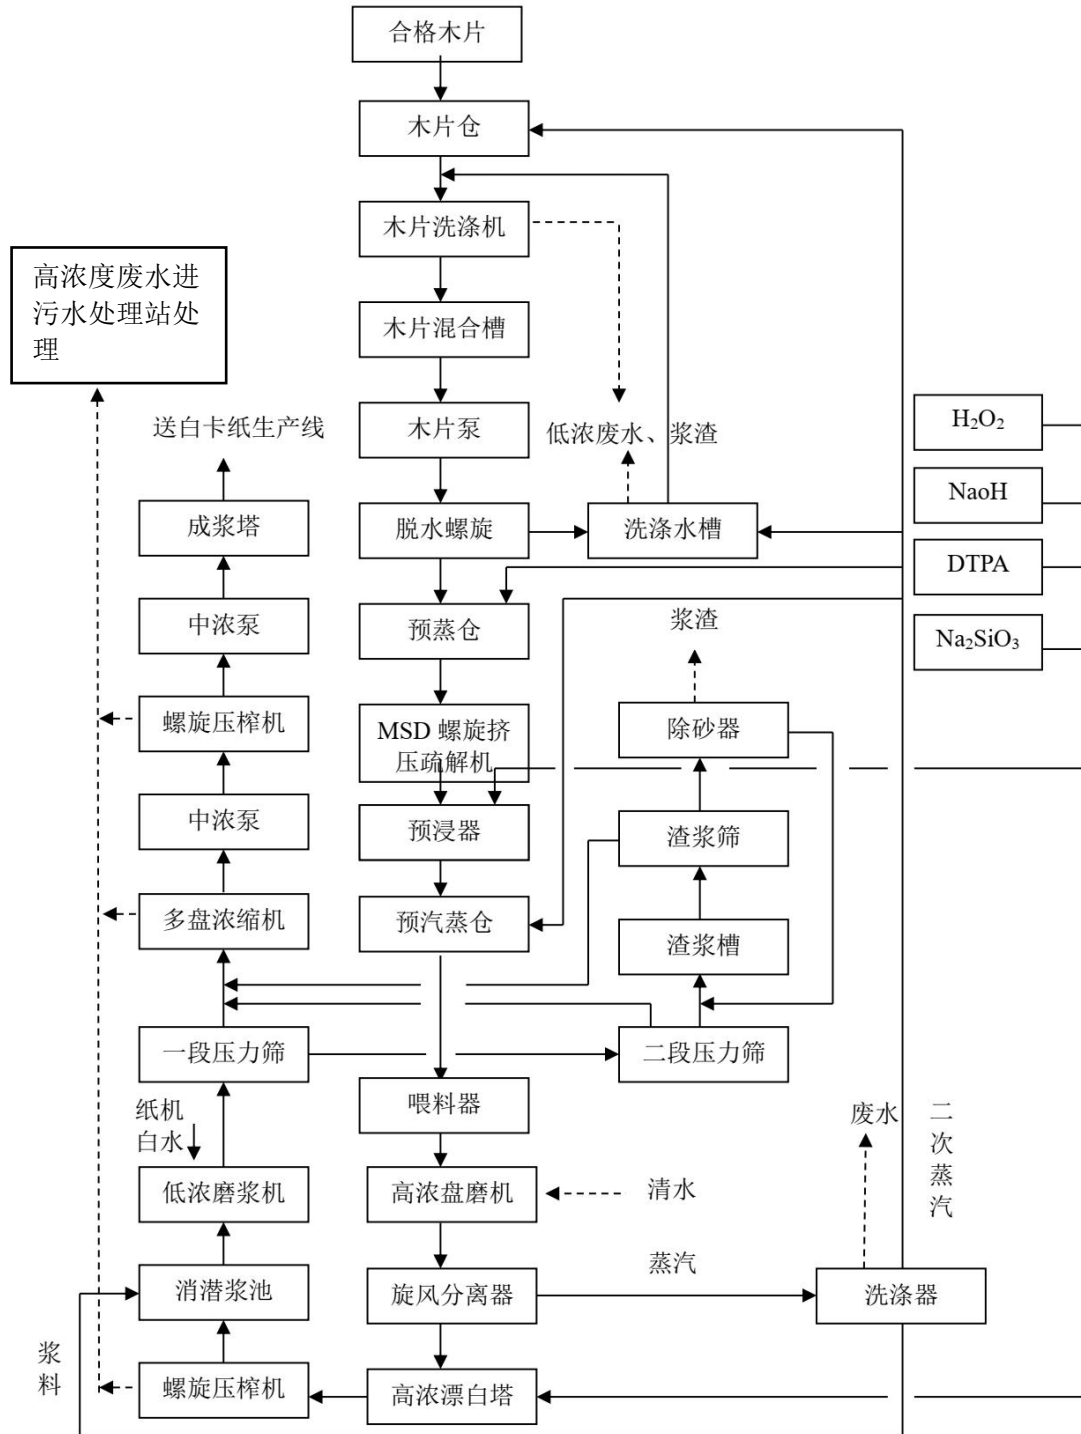 合格木片
木片仓
木片洗涤机
高浓度废水进
污水处理站处
理
木片混合槽
送白卡纸生产线
木片泵
低浓废水、浆渣
H₂O₂
NaoH
成浆塔
脱水螺旋
洗涤水槽
DTPA
中浓泵
预蒸仓
浆渣
Na₂SiO₃
螺旋压榨机
MSD 螺旋挤
压疏解机
除砂器
中浓泵
预浸器
渣浆筛
多盘浓缩机
预汽蒸仓
渣浆槽
一段压力筛
二段压力筛
纸机
白水
喂料器
废水
二
次
蒸
汽
低浓磨浆机
高浓盘磨机
清水
蒸汽
消潜浆池
旋风分离器
洗涤器
浆
料
螺旋压榨机
高浓漂白塔